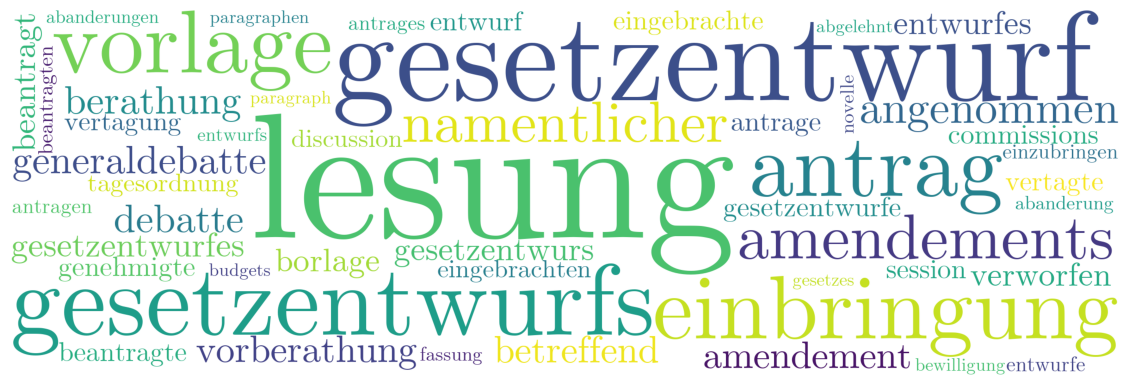 abanderungen paragraphen antrages entwurf eingebrachte abgelehnt entwurfes
beantragt beantragten vorlage gesetzentwurf
berathung paragraph namentlicher antrage novelle angenommen
vertagung entwurfs discussion commissions
generaldebatte lesung antrag einzubringen
tagesordnung vertagte
antragen debatte gesetzentwurfe abanderung
gesetzentwurfes gesetzentwurs amendements
genehmigte budgets borlage eingebrachten session verworfen
gesetzentwurfs gesetzes einbringung
beantragte vorberathung fassung betreffend amendement bewilligung entwurfe